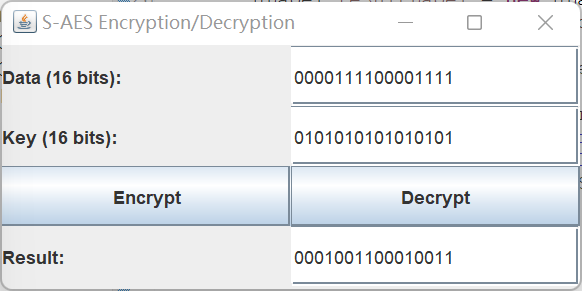 S-AES Encryption/Decryption
Data (16 bits): 0000111100001111
Key (16 bits): 0101010101010101
Encrypt Decrypt
Result: 0001001100010011